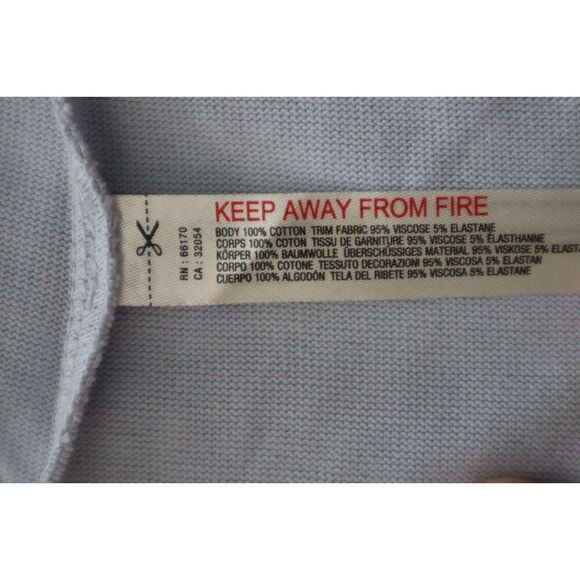 KEEP AWAY FROM FIRE
BODY 100% COTTON TRIM FABRIC 95% VISCOSE 5% ELASTANE
CORPS 100% COTON TISSU DE GARNITURE 95% VISCOSE 5% ÉLASTHANNE
KÖRPER 100% BAUMWOLLE ÜBERSCHÜSSIGES MATERIAL 95% VISKOSE 5% ELASTA
CORPO 100% COTONE TESSUTO DECORAZIONI 95% VISCOSA 5% ELASTAN
CUERPO 100% ALGODÓN TELA DEL RIBETE 95% VISCOSA 5% ELASTANE
RN : 66170
CA : 32054